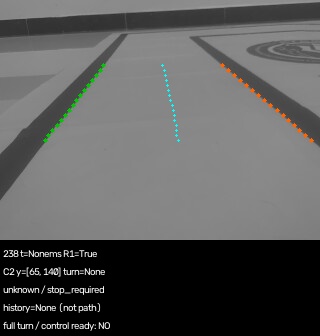 238 t=Nonems R1=True
C2 y=[65, 140] turn=None
unknown / stop_required
history=None (not path)
full turn / control ready: NO